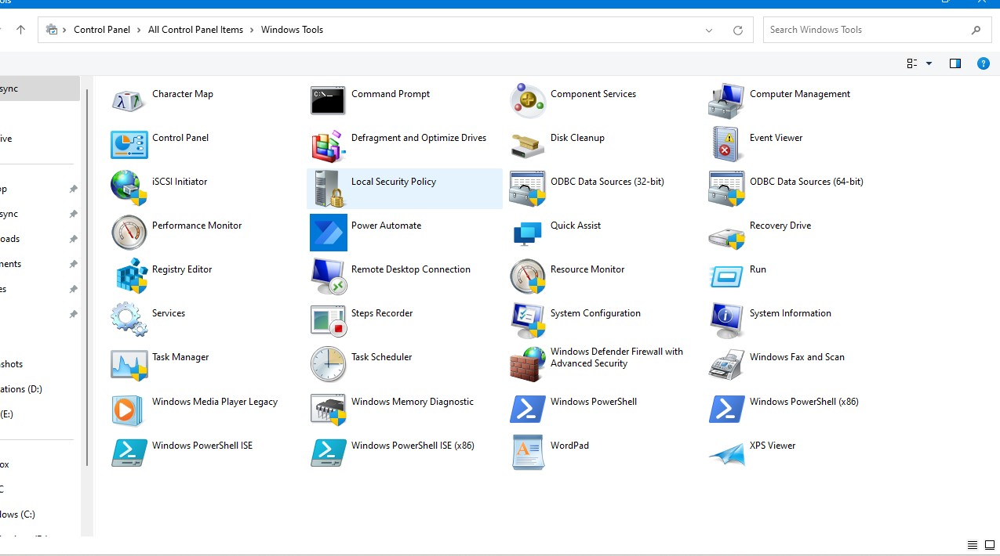 Control Panel > All Control Panel Items > Windows Tools
Search Windows Tools
Character Map
Command Prompt
C:\._
Component Services
Computer Management
Control Panel
Defragment and Optimize Drives
Disk Cleanup
Event Viewer
iSCSI Initiator
Local Security Policy
ODBC Data Sources (32-bit)
ODBC Data Sources (64-bit)
Performance Monitor
Power Automate
Quick Assist
Recovery Drive
Registry Editor
Remote Desktop Connection
Resource Monitor
Run
Services
Steps Recorder
System Configuration
System Information
Task Manager
Task Scheduler
Windows Defender Firewall with
Advanced Security
Windows Fax and Scan
Windows Media Player Legacy
Windows Memory Diagnostic
Windows PowerShell
Windows PowerShell (x86)
Windows PowerShell ISE
Windows PowerShell ISE (x86)
WordPad
XPS Viewer
sync
ive
op
sync
oads
ments
es
shots
ations (D:)
(E:)
ox
C
dows (C:)